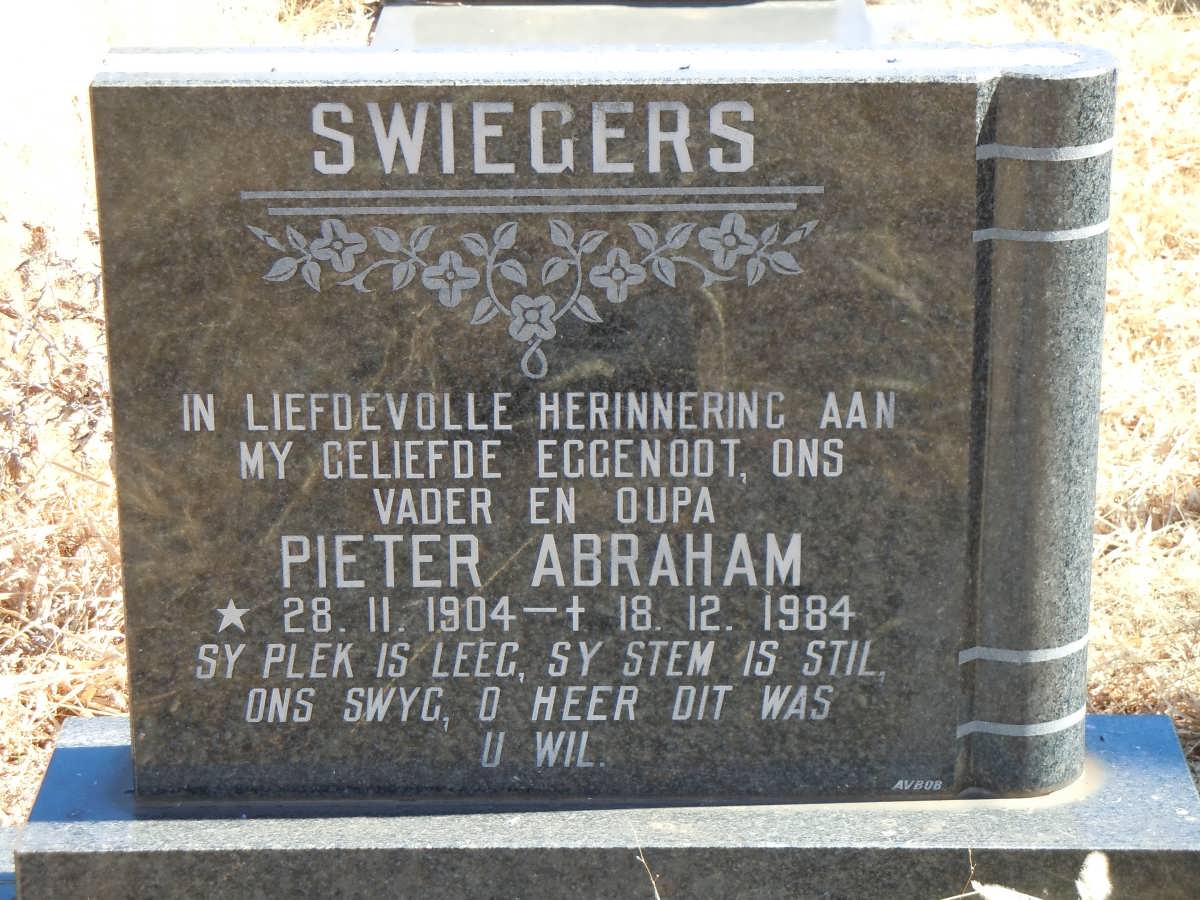 SWIEGERS
IN LIEFDEVOLLE HERINNERING AAN
MY GELIEFDE EGGENOOT, ONS
VADER EN OUPA
PIETER ABRAHAM
★ 28. 11. 1904 — † 18. 12. 1984
SY PLEK IS LEEG, SY STEM IS STIL,
ONS SWYG, O HEER DIT WAS
U WIL.
AVBOB